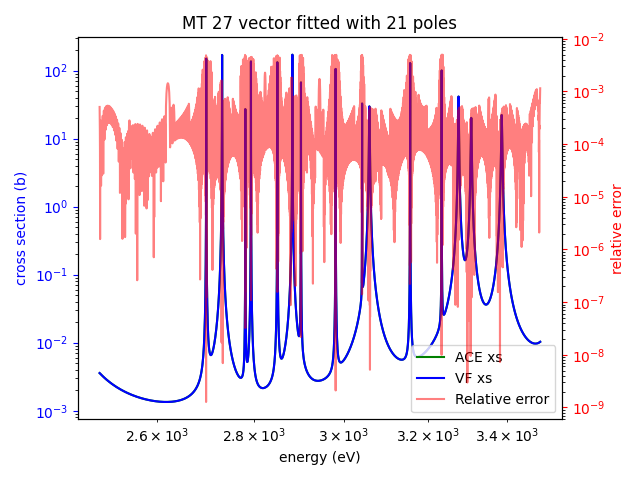 MT 27 vector fitted with 21 poles
cross section (b)
10²
10¹
10⁰
10⁻¹
10⁻²
10⁻³
10⁻²
10⁻³
10⁻⁴
10⁻⁵
10⁻⁶
10⁻⁷
10⁻⁸
10⁻⁹
relative error
ACE xs
VF xs
Relative error
2.6 × 10³ 2.8 × 10³ 3 × 10³ 3.2 × 10³ 3.4 × 10³
energy (eV)